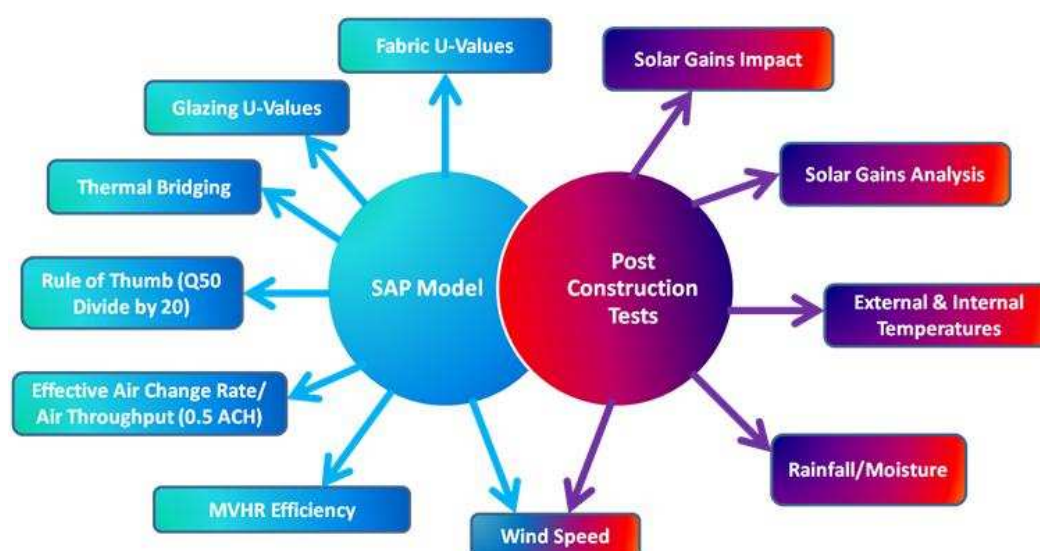 Fabric U-Values
Solar Gains Impact
Glazing U-Values
Solar Gains Analysis
Thermal Bridging
Rule of Thumb (Q50
Divide by 20)
SAP Model
Post
Construction
Tests
External & Internal
Temperatures
Effective Air Change Rate/
Air Throughput (0.5 ACH)
Rainfall/Moisture
MVHR Efficiency
Wind Speed